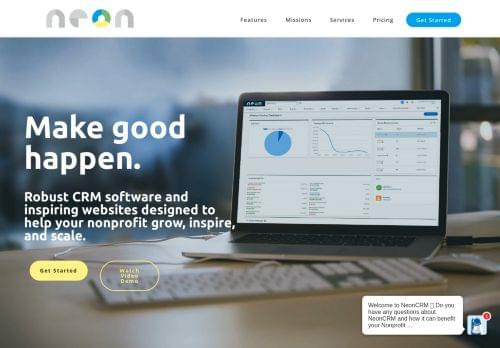 neon
Features
Missions
Services
Pricing
Get Started
Make good
happen.
Robust CRM software and
inspiring websites designed to
help your nonprofit grow, inspire,
and scale.
Get Started
Watch
Video
Demo
Welcome to NeonCRM Do you
have any questions about
NeonCRM and how it can benefit
your Nonprofit ...
1